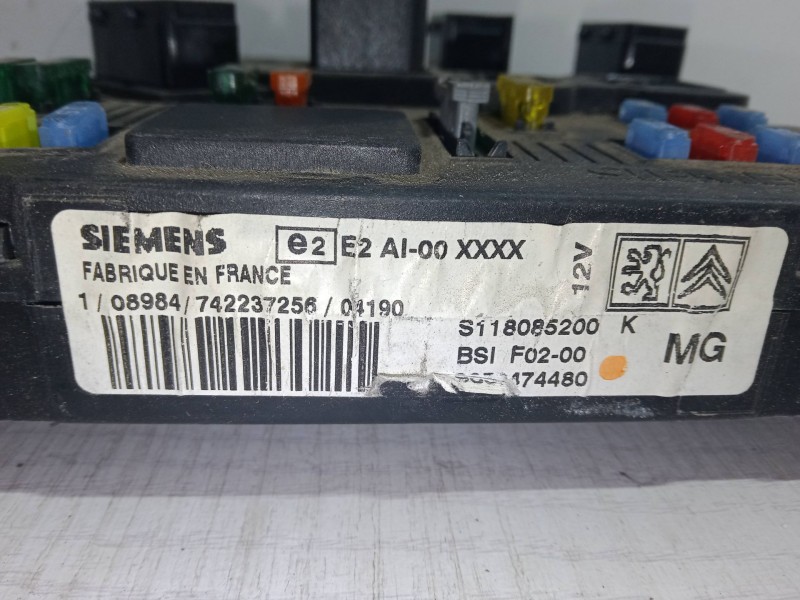 SIEMENS e2 E2 AI-00 XXXX
12V
FABRIQUE EN FRANCE
1/08984/742237256/04190
S118085200 K
BSI F02-00
MG
474480